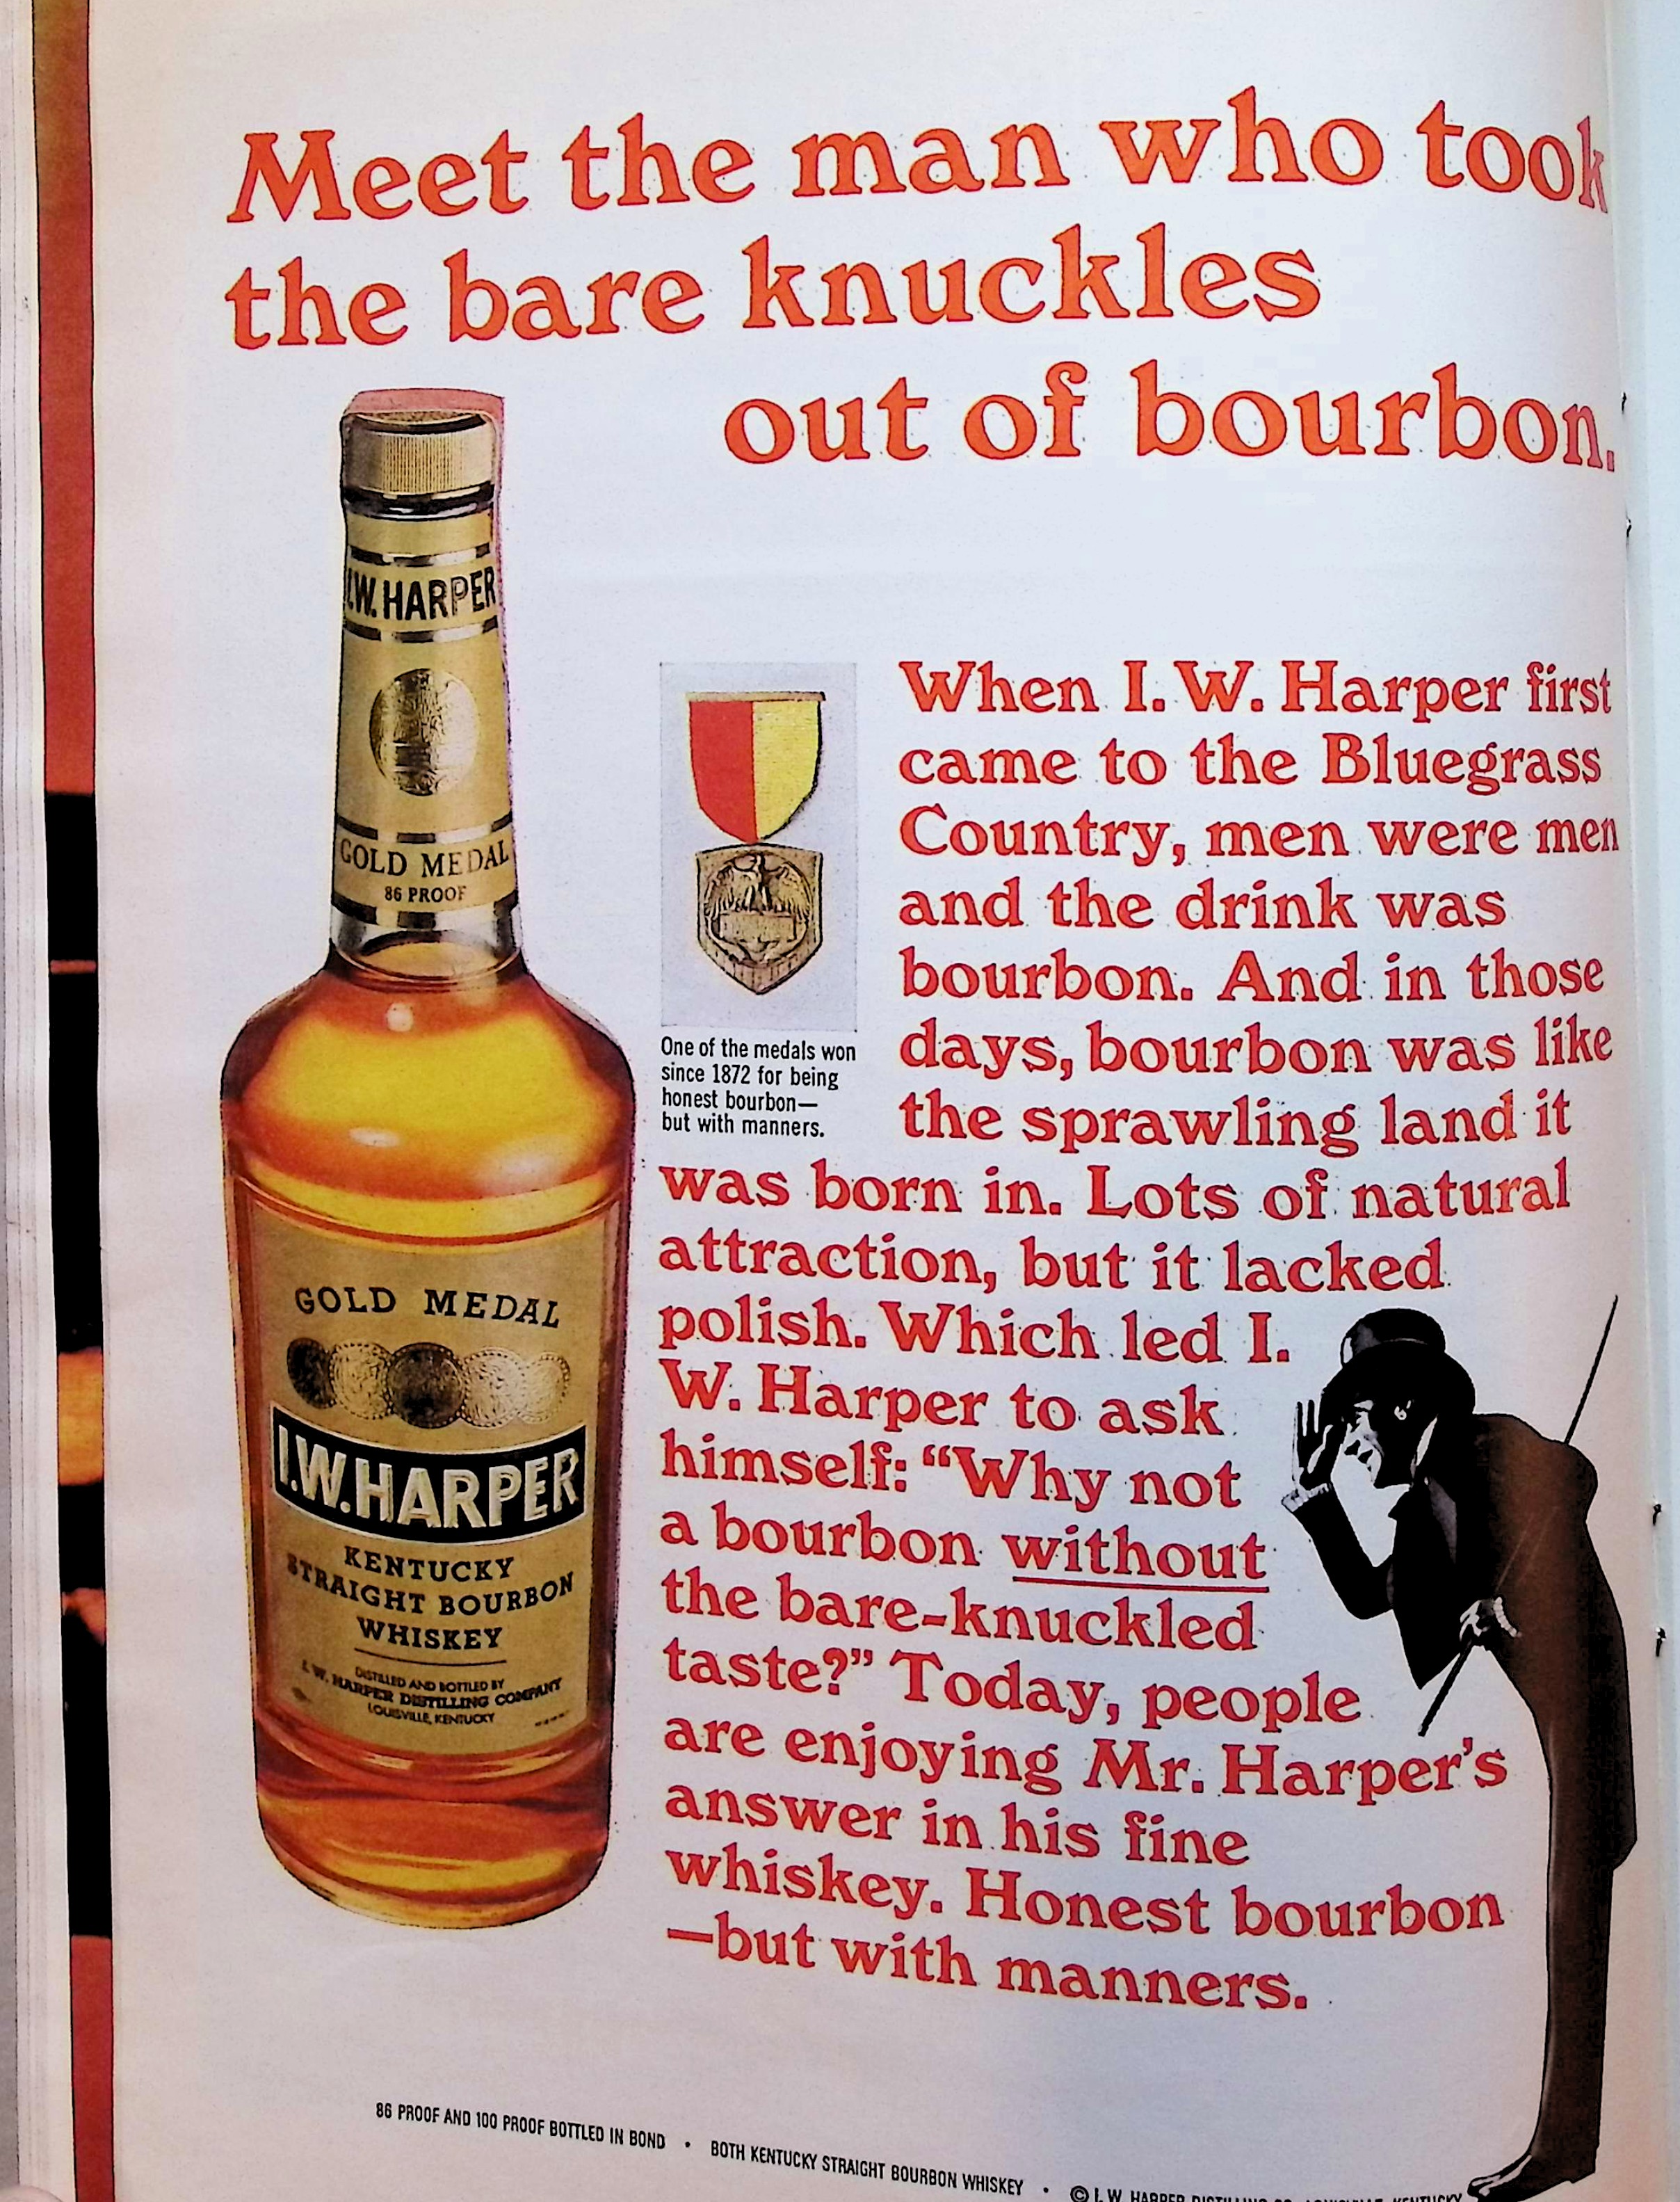 Meet the man who took
the bare knuckles
out of bourbon.
I.W. HARPER
GOLD MEDAL
86 PROOF
One of the medals won
since 1872 for being
honest bourbon—
but with manners.
When I. W. Harper first
came to the Bluegrass
Country, men were men
and the drink was
bourbon. And in those
days, bourbon was like
the sprawling land it
was born in. Lots of natural
attraction, but it lacked
polish. Which led I.
W. Harper to ask
himself: “Why not
a bourbon without
the bare-knuckled
taste?” Today, people
are enjoying Mr. Harper’s
answer in his fine
whiskey. Honest bourbon
—but with manners.
GOLD MEDAL
I.W. HARPER
KENTUCKY
STRAIGHT BOURBON
WHISKEY
DISTILLED AND BOTTLED BY
I. W. HARPER DISTILLING COMPANY
LOUISVILLE, KENTUCKY
86 PROOF AND 100 PROOF BOTTLED IN BOND • BOTH KENTUCKY STRAIGHT BOURBON WHISKEY • © I. W. HARPER DISTILLING CO., LOUISVILLE, KENTUCKY